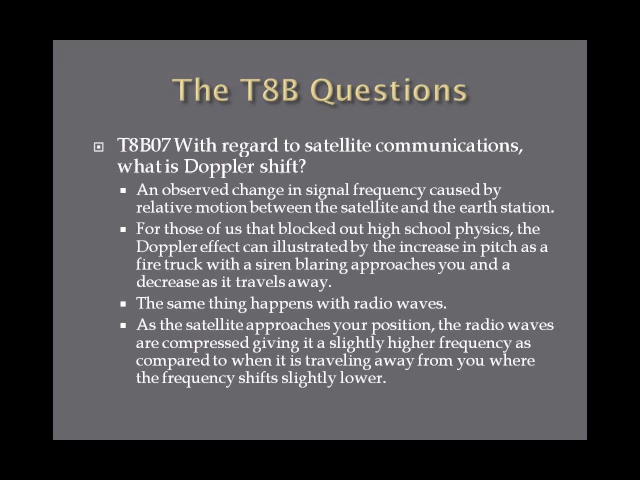 The T8B Questions
T8B07 With regard to satellite communications,
what is Doppler shift?
An observed change in signal frequency caused by
relative motion between the satellite and the earth station.
For those of us that blocked out high school physics, the
Doppler effect can illustrated by the increase in pitch as a
fire truck with a siren blaring approaches you and a
decrease as it travels away.
The same thing happens with radio waves.
As the satellite approaches your position, the radio waves
are compressed giving it a slightly higher frequency as
compared to when it is traveling away from you where
the frequency shifts slightly lower.